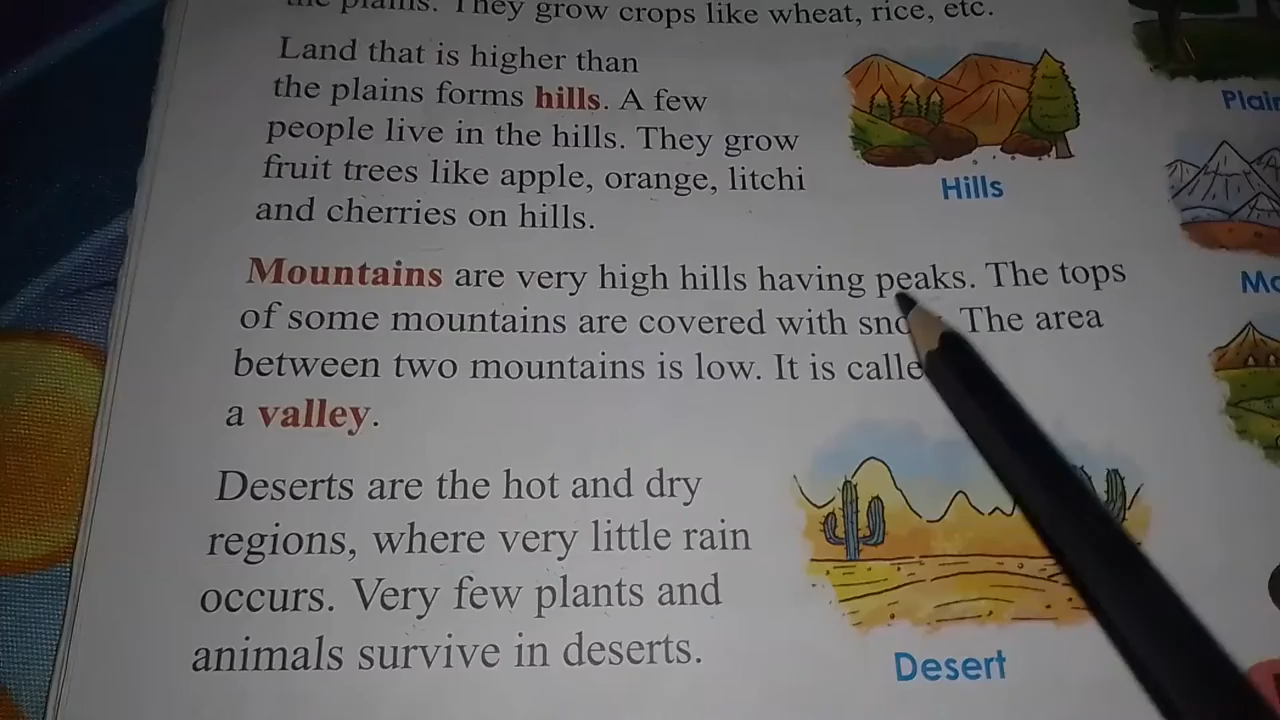 the plains. They grow crops like wheat, rice, etc.
Land that is higher than
the plains forms hills. A few
people live in the hills. They grow
fruit trees like apple, orange, litchi
and cherries on hills.
Hills
Mountains are very high hills having peaks. The tops
of some mountains are covered with The area
between two mountains is low. It is
a valley.
Deserts are the hot and dry
regions, where very little rain
occurs. Very few plants and
animals survive in deserts.
Desert